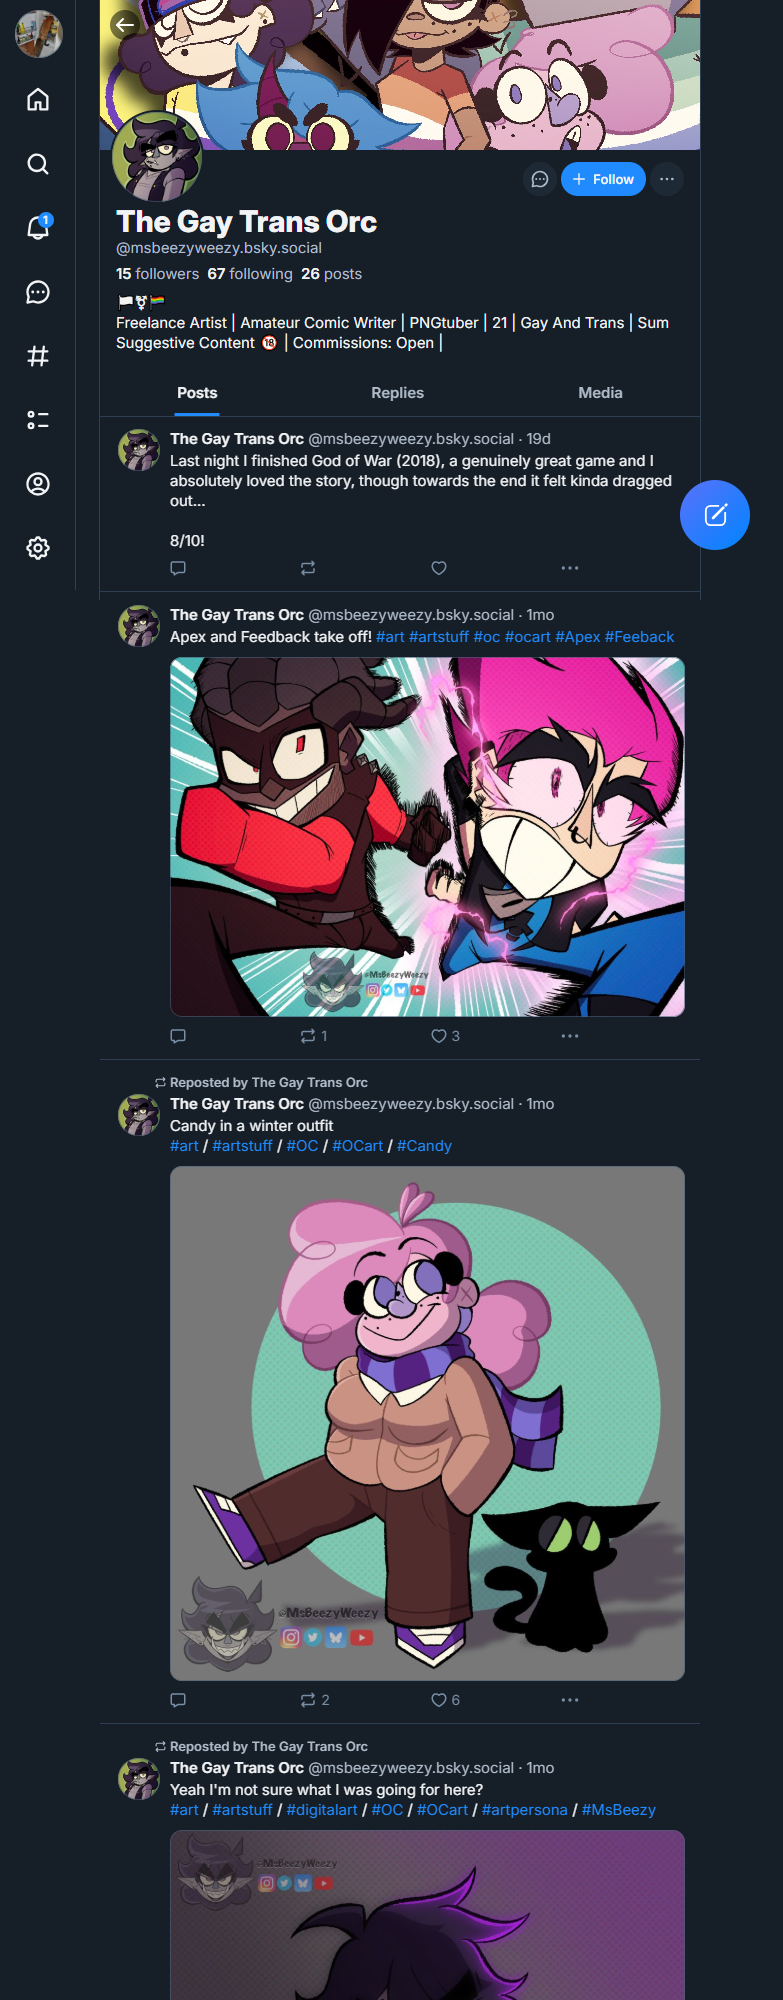 1
Follow
The Gay Trans Orc
@msbeezyweezy.bsky.social
15 followers 67 following 26 posts
🏳️⚧️🏳️‍🌈
Freelance Artist | Amateur Comic Writer | PNGtuber | 21 | Gay And Trans | Sum
Suggestive Content 🔞 | Commissions: Open |
Posts Replies Media
The Gay Trans Orc @msbeezyweezy.bsky.social · 19d
Last night I finished God of War (2018), a genuinely great game and I
absolutely loved the story, though towards the end it felt kinda dragged
out...
8/10!
The Gay Trans Orc @msbeezyweezy.bsky.social · 1mo
Apex and Feedback take off! #art #artstuff #oc #ocart #Apex #Feeback
@MsBeezyWeezy
1 3
Reposted by The Gay Trans Orc
The Gay Trans Orc @msbeezyweezy.bsky.social · 1mo
Candy in a winter outfit
#art / #artstuff / #OC / #OCart / #Candy
@MsBeezyWeezy
2 6
Reposted by The Gay Trans Orc
The Gay Trans Orc @msbeezyweezy.bsky.social · 1mo
Yeah I'm not sure what I was going for here?
#art / #artstuff / #digitalart / #OC / #OCart / #artpersona / #MsBeezy
@MsBeezyWeezy